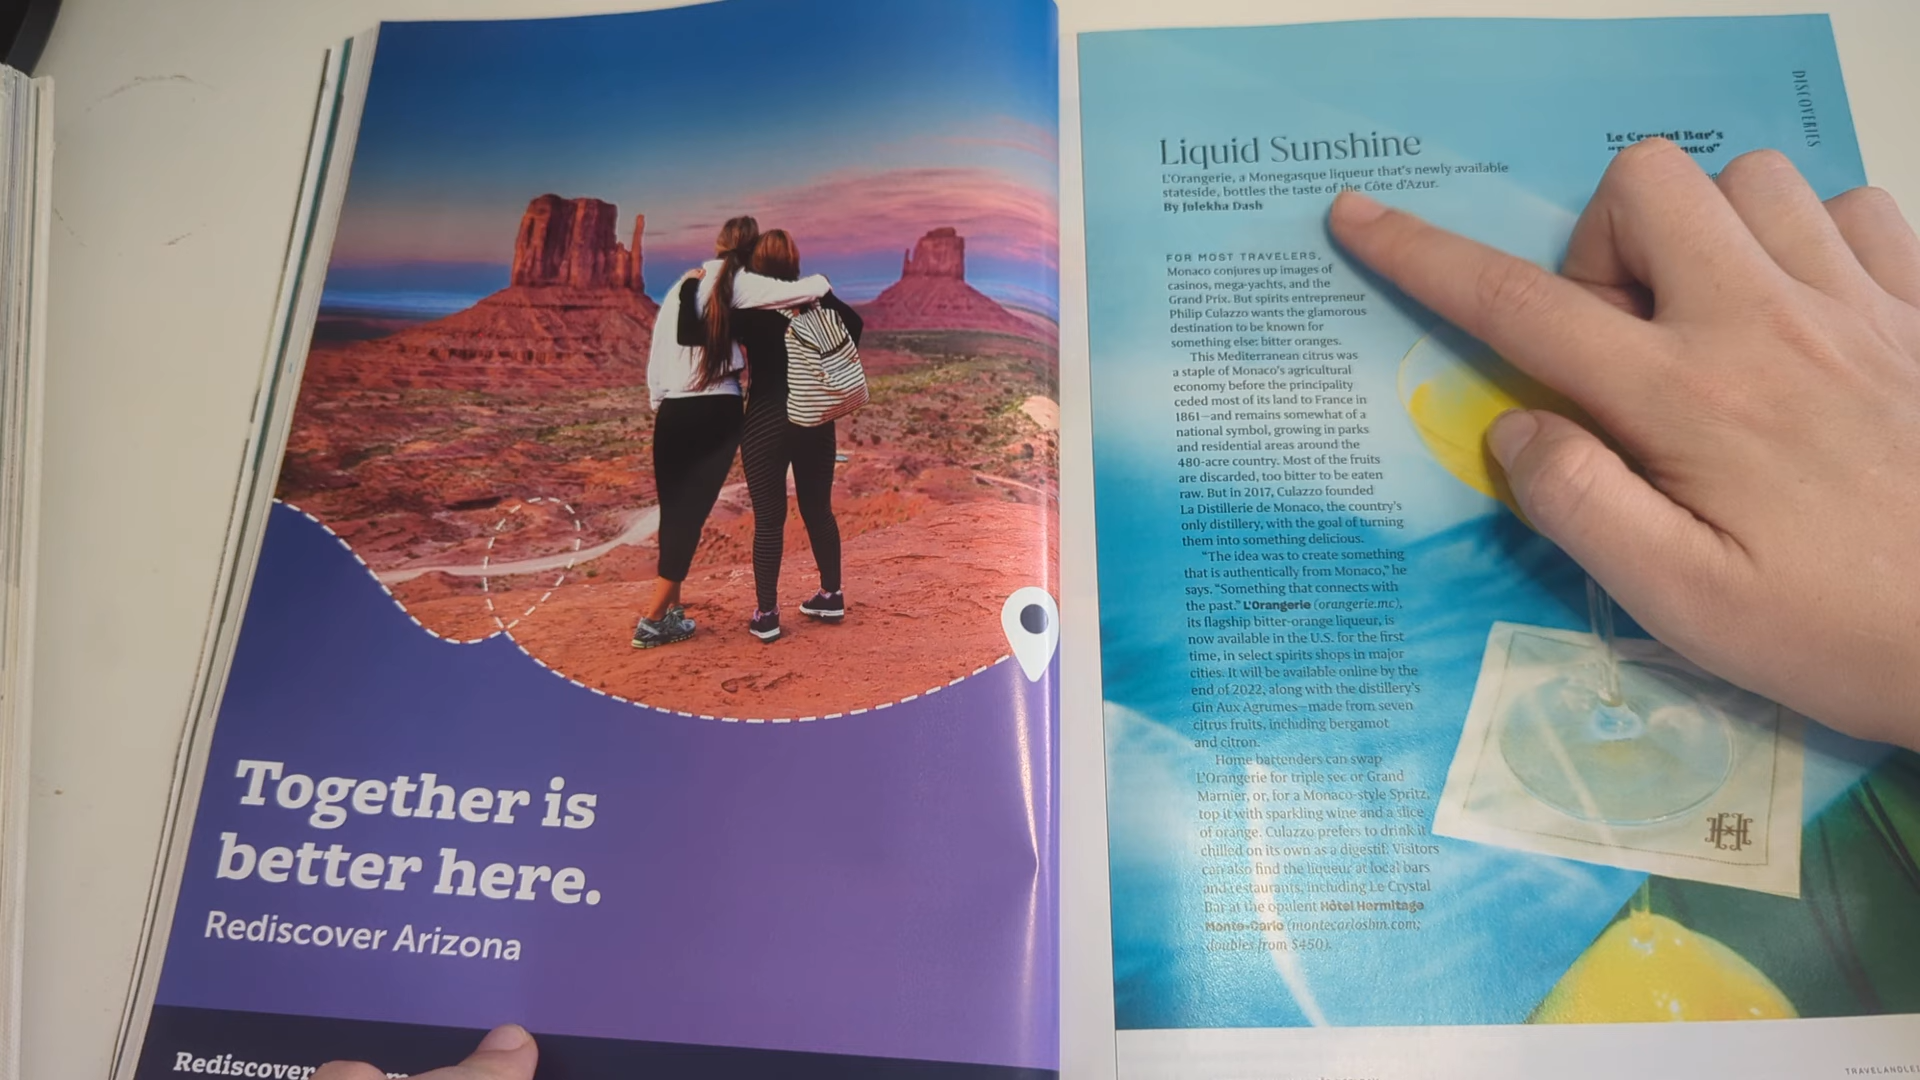 Together is
better here.
Rediscover Arizona
Rediscover
Liquid Sunshine
L'Orangerie, a Monegasque liqueur that's newly available
stateside, bottles the taste of the Côte d'Azur.
By Julekha Dash
FOR MOST TRAVELERS,
Monaco conjures up images of
casinos, mega-yachts, and the
Grand Prix. But spirits entrepreneur
Philip Culazzo wants the glamorous
destination to be known for
something else: bitter oranges.
This Mediterranean citrus was
a staple of Monaco's agricultural
economy before the principality
ceded most of its land to France in
1861—and remains somewhat of a
national symbol, growing in parks
and residential areas around the
480-acre country. Most of the fruits
are discarded, too bitter to be eaten
raw. But in 2017, Culazzo founded
La Distillerie de Monaco, the country's
only distillery, with the goal of turning
them into something delicious.
"The idea was to create something
that is authentically from Monaco," he
says. "Something that connects with
the past." L'Orangerie (orangerie.mc),
its flagship bitter-orange liqueur, is
now available in the U.S. for the first
time, in select spirits shops in major
cities. It will be available online by the
end of 2022, along with the distillery's
Gin Aux Agrumes—made from seven
citrus fruits, including bergamot
and citron.
Home bartenders can swap
L'Orangerie for triple sec or Grand
Marnier, or, for a Monaco-style Spritz,
top it with sparkling wine and a slice
of orange. Culazzo prefers to drink it
chilled on its own as a digestif. Visitors
can also find the liqueur at local bars
and restaurants, including Le Crystal
Bar at the opulent Hôtel Hermitage
Monte-Carlo (montecarlosbm.com;
doubles from $450).
Le Crystal Bar's
DISCOVERIES